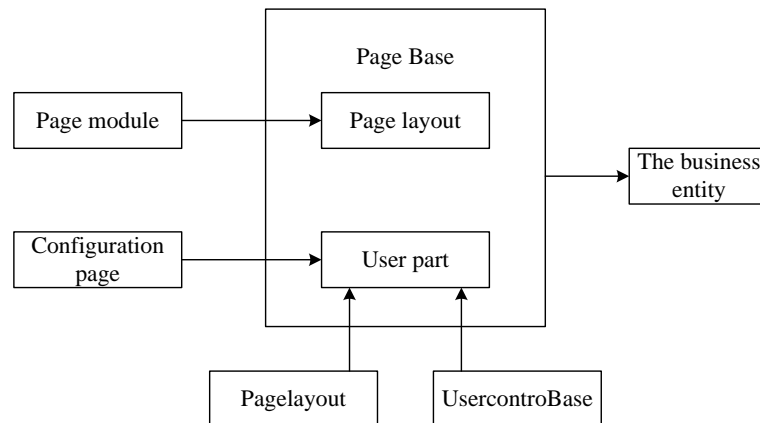 Page Base
Page module
Page layout
The business
entity
Configuration
page
User part
Pagelayout
UsercontroBase